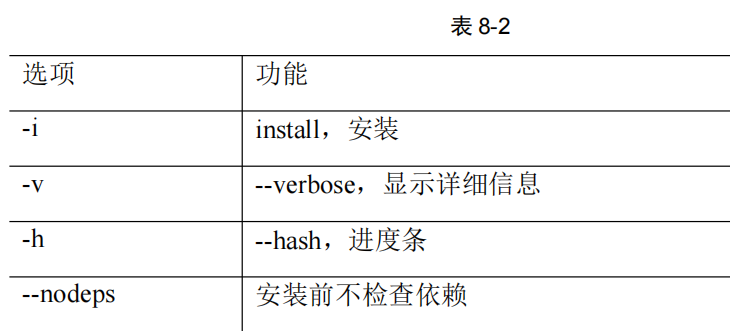 表 8-2
选项 功能
-i install，安装
-v --verbose，显示详细信息
-h --hash，进度条
--nodeps 安装前不检查依赖